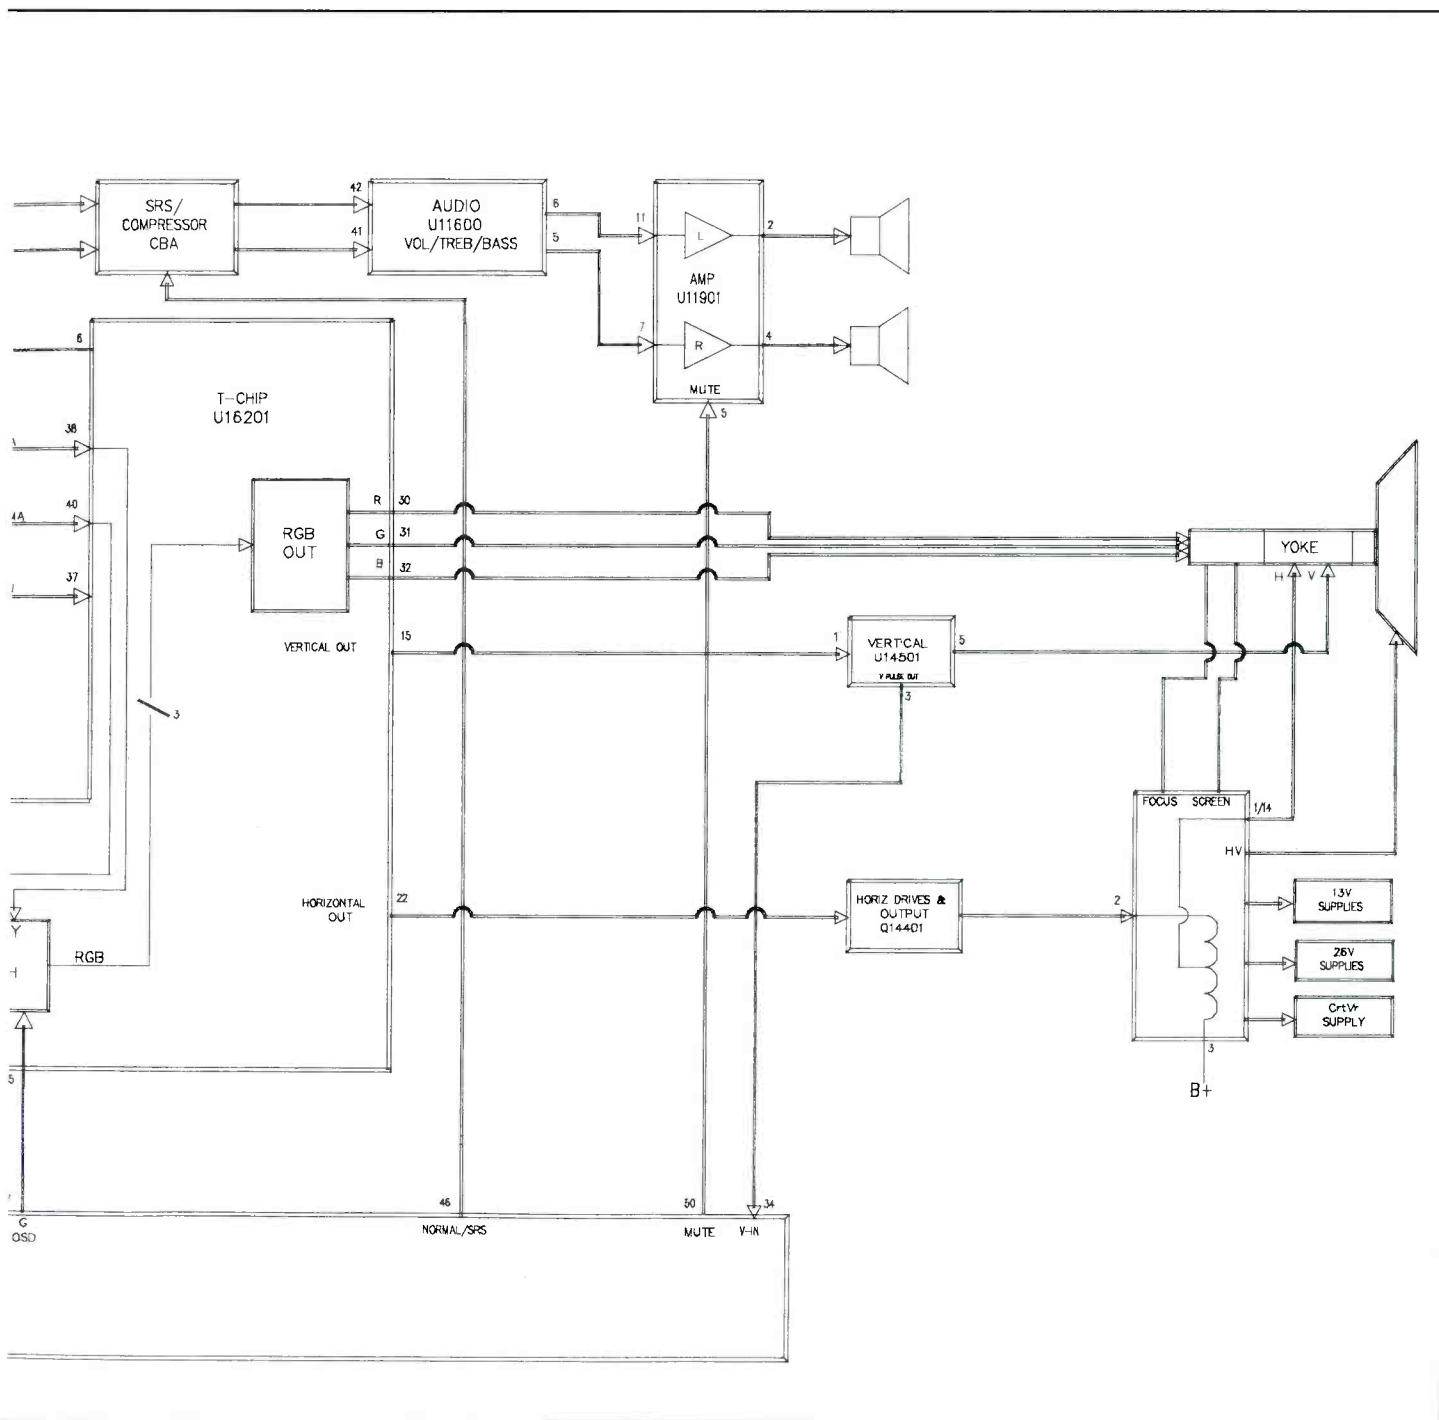 SRS/
COMPRESSOR
CBA
42
41
AUDIO
U11600
VOL/TREB/BASS
6
5
11
7
L
AMP
U11901
R
MUTE
2
4
5
6
T-CHIP
U16201
38
40
37
RGB
OUT
R 30
G 31
B 32
YOKE
H V
VERTICAL OUT
15
1
VERTICAL
U14501
V PULSE OUT
5
3
3
FOCUS SCREEN
1/14
HV
HORIZONTAL
OUT
22
HORIZ DRIVES &
OUTPUT
Q14401
2
13V
SUPPLIES
26V
SUPPLIES
CrtVr
SUPPLY
3
B+
Y
H
RGB
5
G
OSD
46
NORMAL/SRS
50
MUTE
34
V-IN